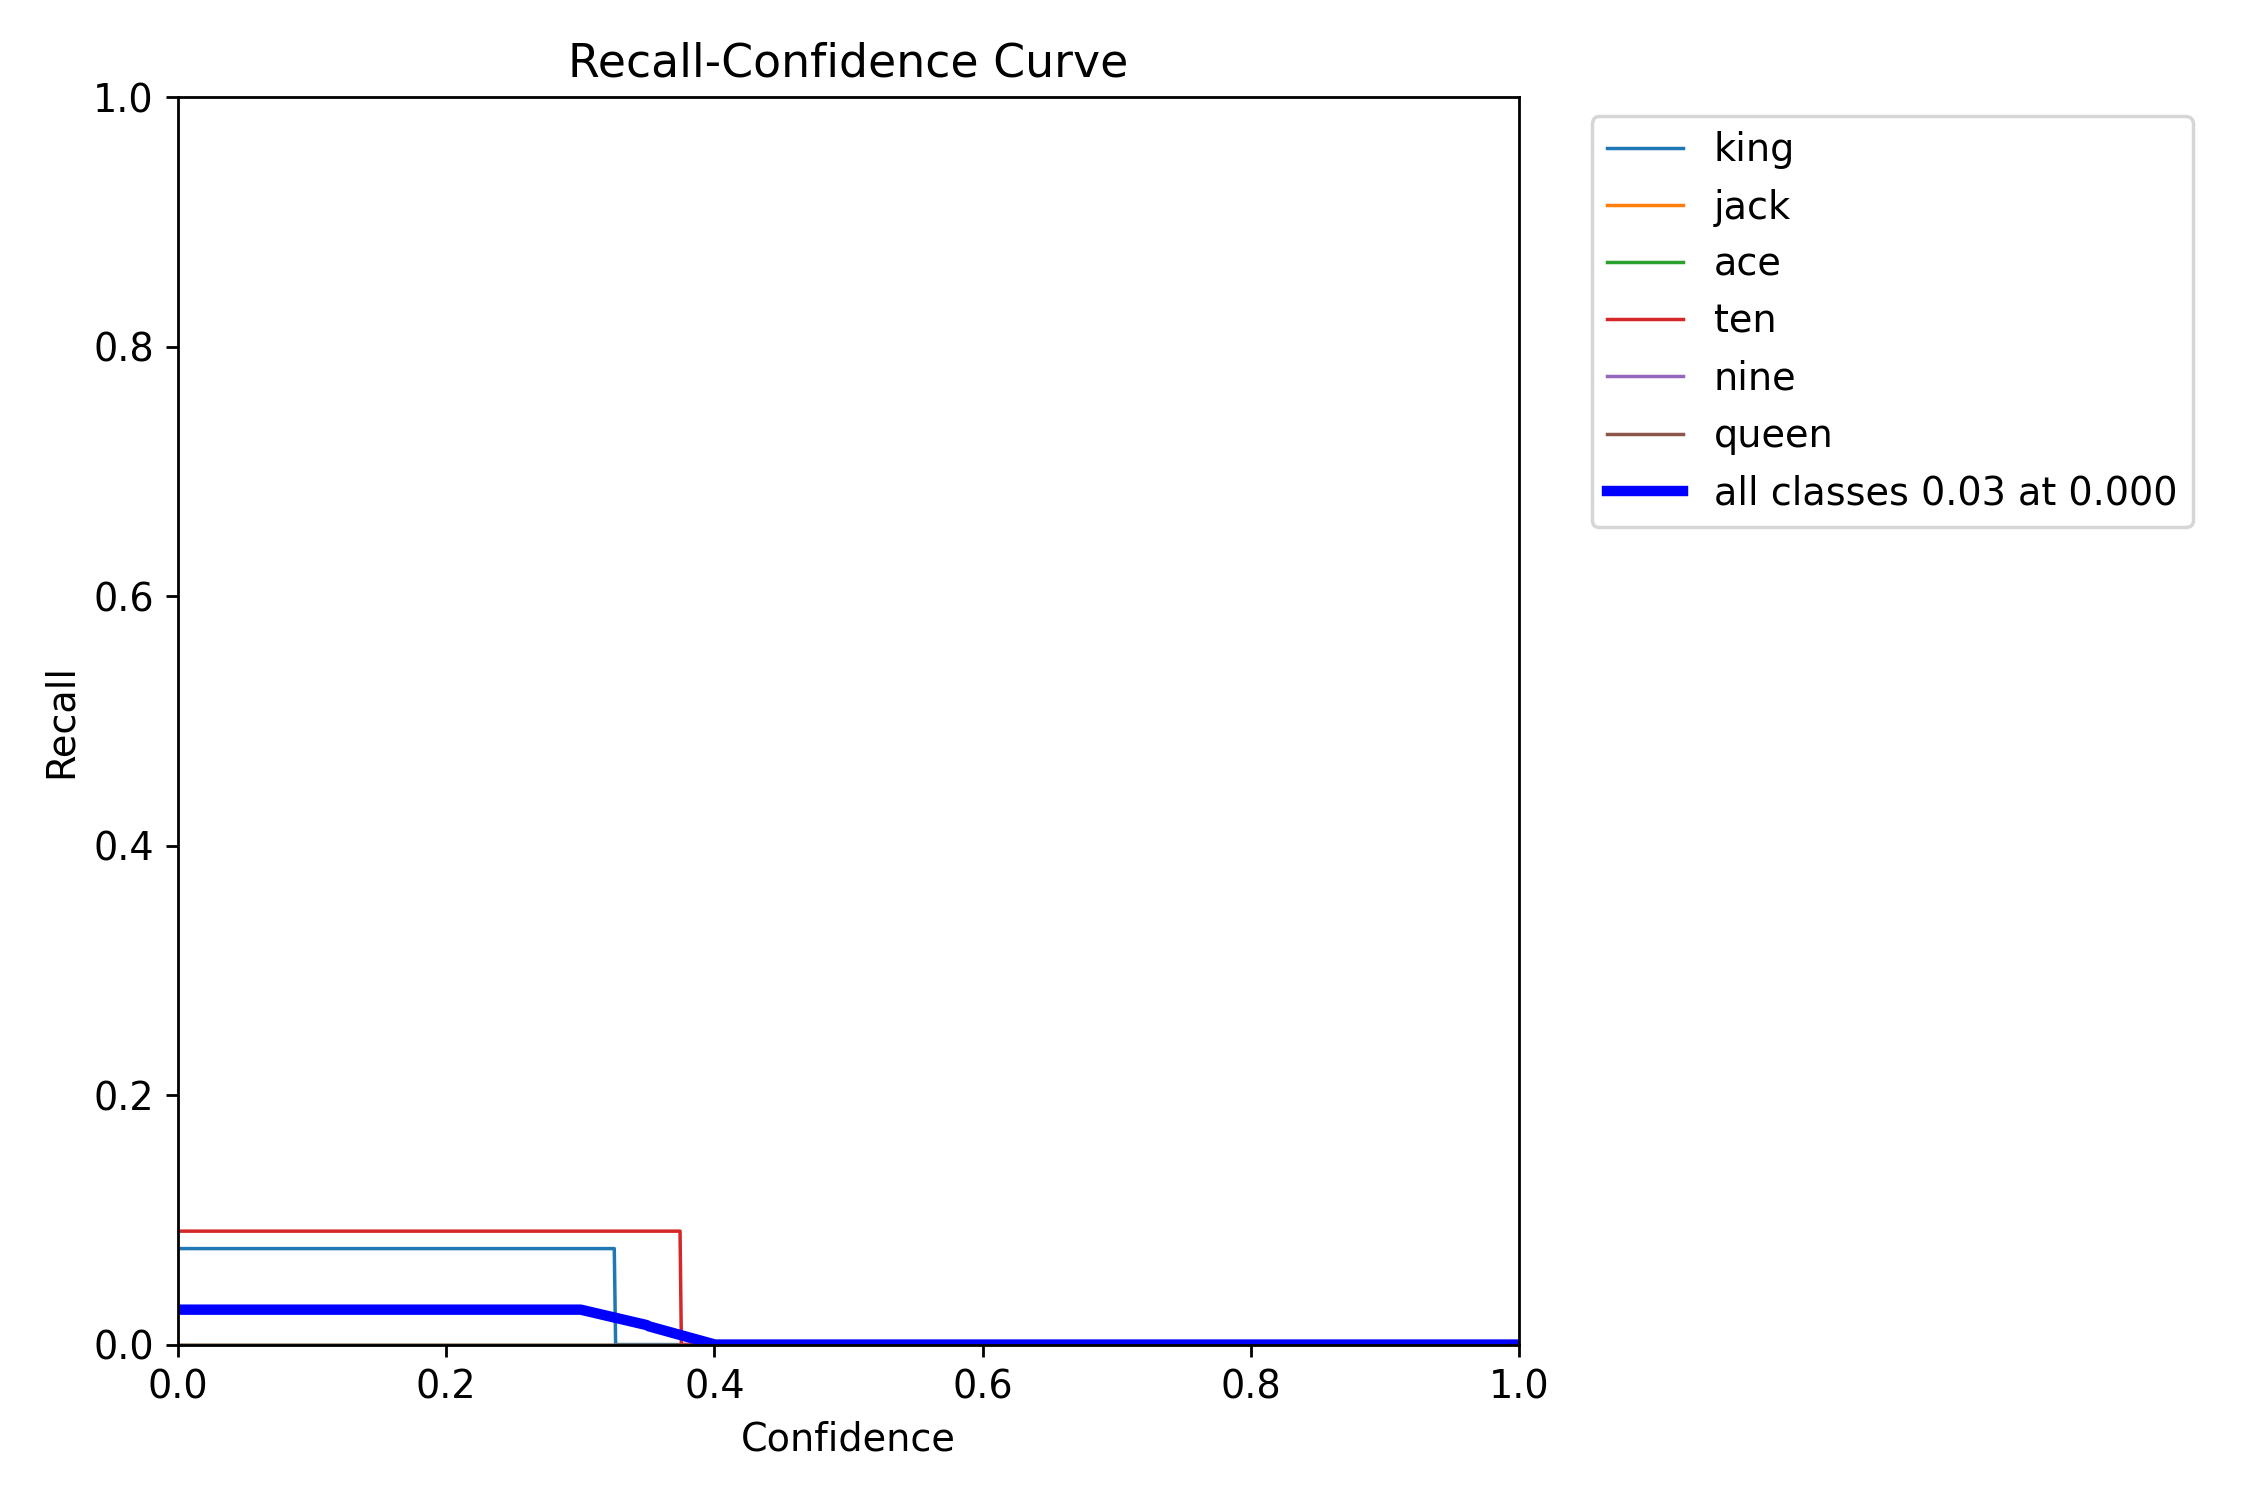 Recall-Confidence Curve
1.0
0.8
0.6
0.4
0.2
0.0
Recall
0.0 0.2 0.4 0.6 0.8 1.0
Confidence
king
jack
ace
ten
nine
queen
all classes 0.03 at 0.000